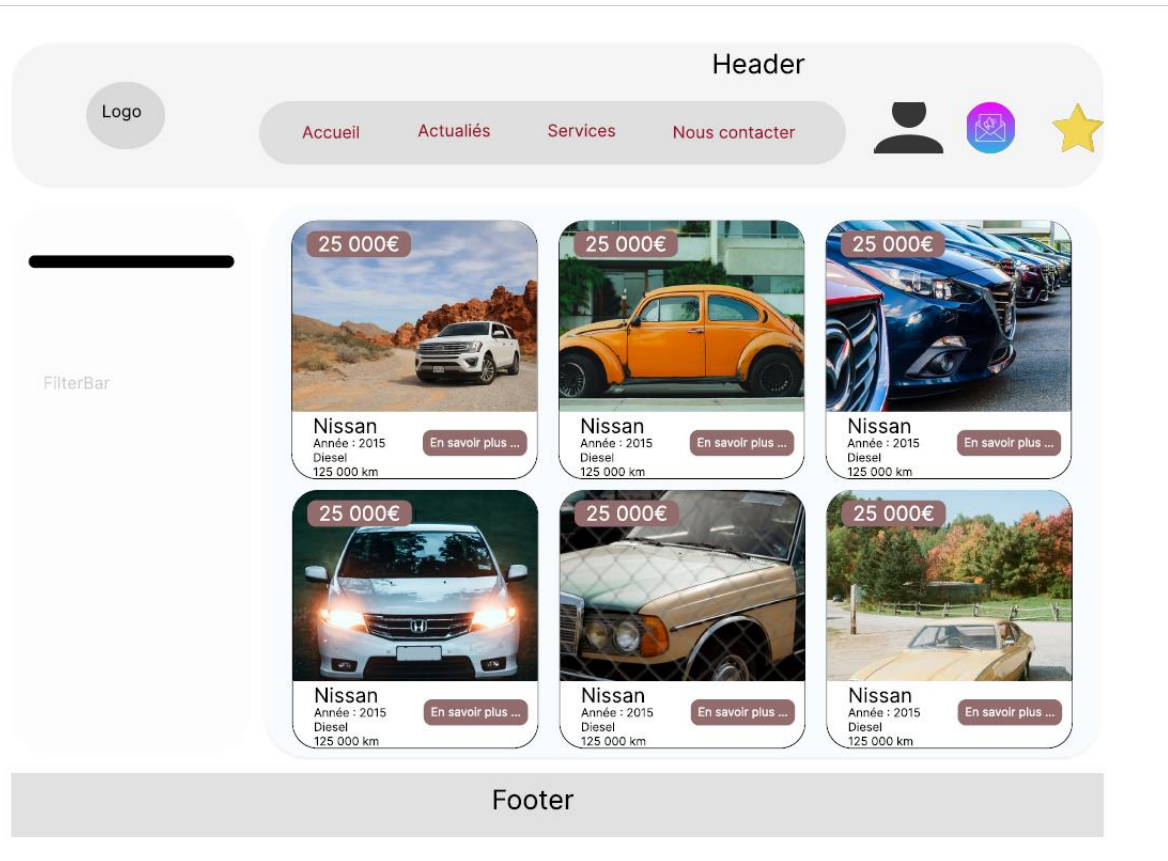 Header
Logo
Accueil
Actualiés
Services
Nous contacter
FilterBar
25 000€
Nissan
Année : 2015
Diesel
125 000 km
En savoir plus ...
25 000€
Nissan
Année : 2015
Diesel
125 000 km
En savoir plus ...
25 000€
Nissan
Année : 2015
Diesel
125 000 km
En savoir plus ...
25 000€
Nissan
Année : 2015
Diesel
125 000 km
En savoir plus ...
25 000€
Nissan
Année : 2015
Diesel
125 000 km
En savoir plus ...
25 000€
Nissan
Année : 2015
Diesel
125 000 km
En savoir plus ...
Footer